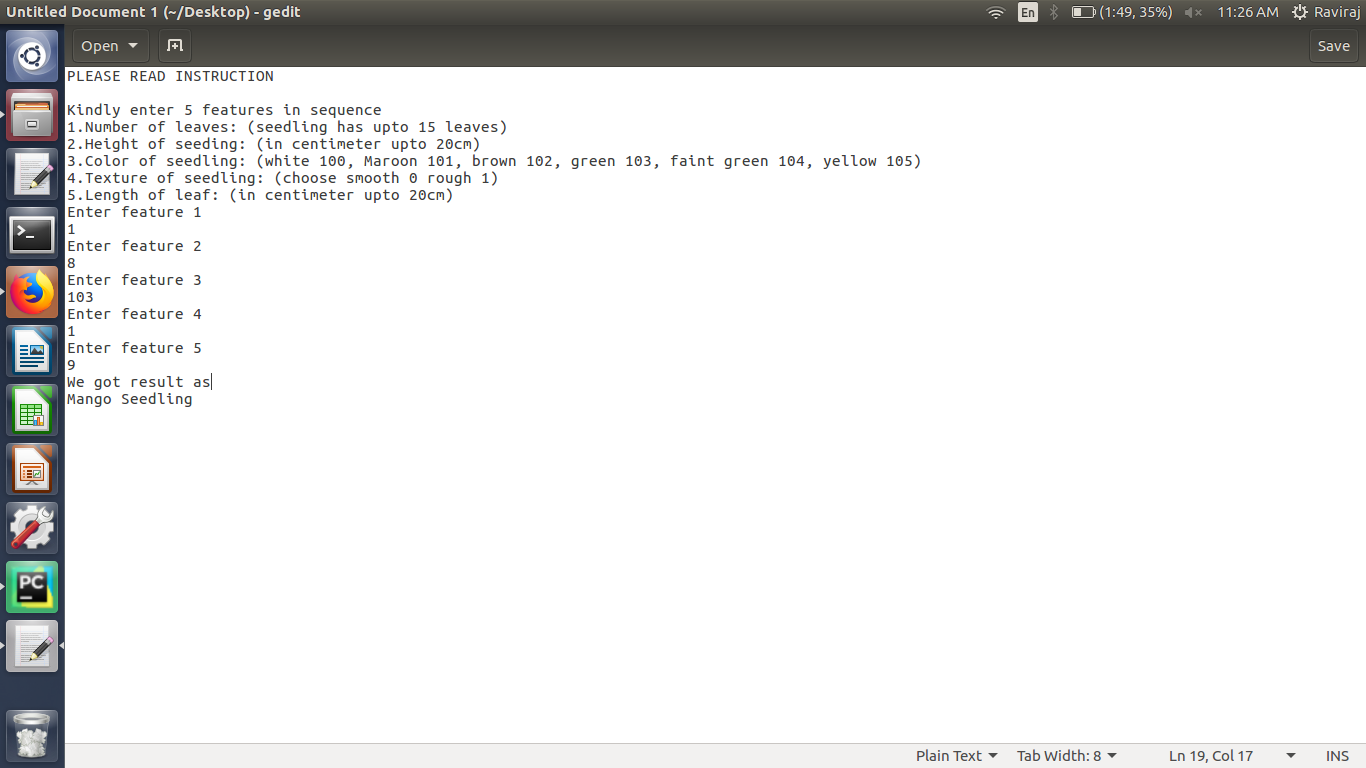 Untitled Document 1 (~/Desktop) - gedit
En
(1:49, 35%)
11:26 AM
Raviraj
Open
Save
PLEASE READ INSTRUCTION
Kindly enter 5 features in sequence
1.Number of leaves: (seedling has upto 15 leaves)
2.Height of seeding: (in centimeter upto 20cm)
3.Color of seedling: (white 100, Maroon 101, brown 102, green 103, faint green 104, yellow 105)
4.Texture of seedling: (choose smooth 0 rough 1)
5.Length of leaf: (in centimeter upto 20cm)
Enter feature 1
1
Enter feature 2
8
Enter feature 3
103
Enter feature 4
1
Enter feature 5
9
We got result as
Mango Seedling
PC
Plain Text
Tab Width: 8
Ln 19, Col 17
INS